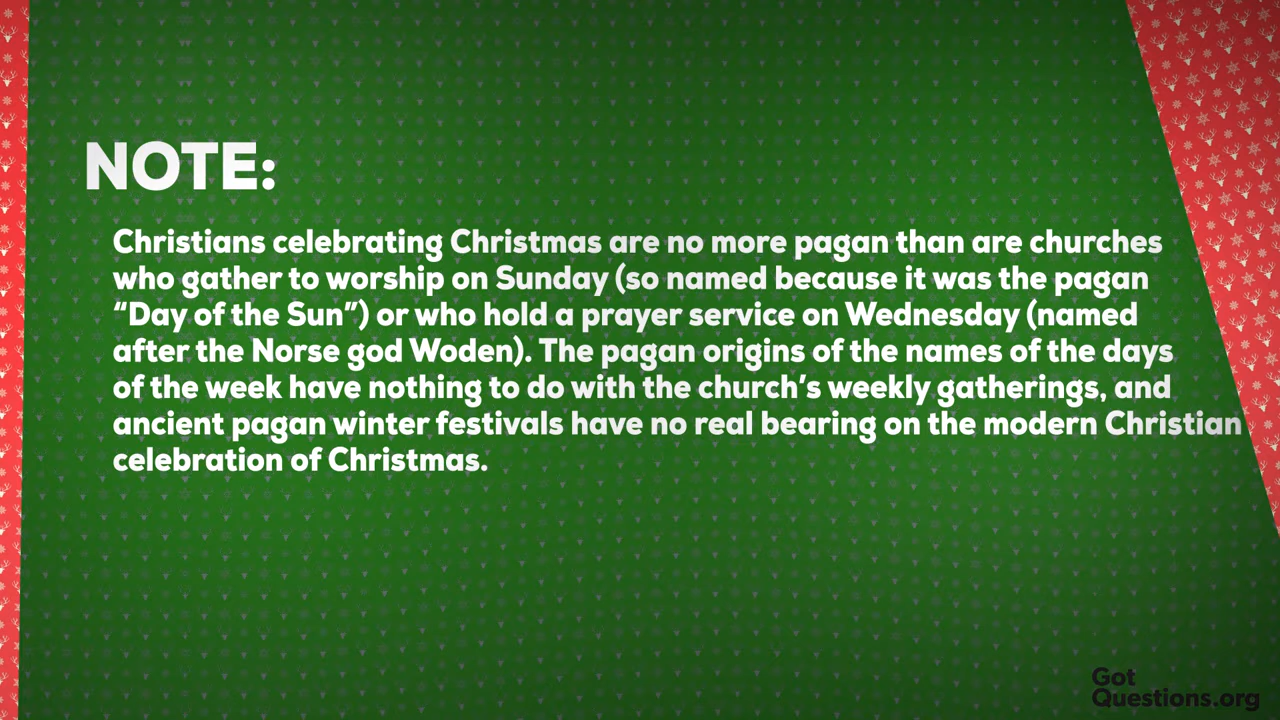 NOTE:
Christians celebrating Christmas are no more pagan than are churches
who gather to worship on Sunday (so named because it was the pagan
“Day of the Sun”) or who hold a prayer service on Wednesday (named
after the Norse god Woden). The pagan origins of the names of the days
of the week have nothing to do with the church’s weekly gatherings, and
ancient pagan winter festivals have no real bearing on the modern Christian
celebration of Christmas.
Got
Questions.org